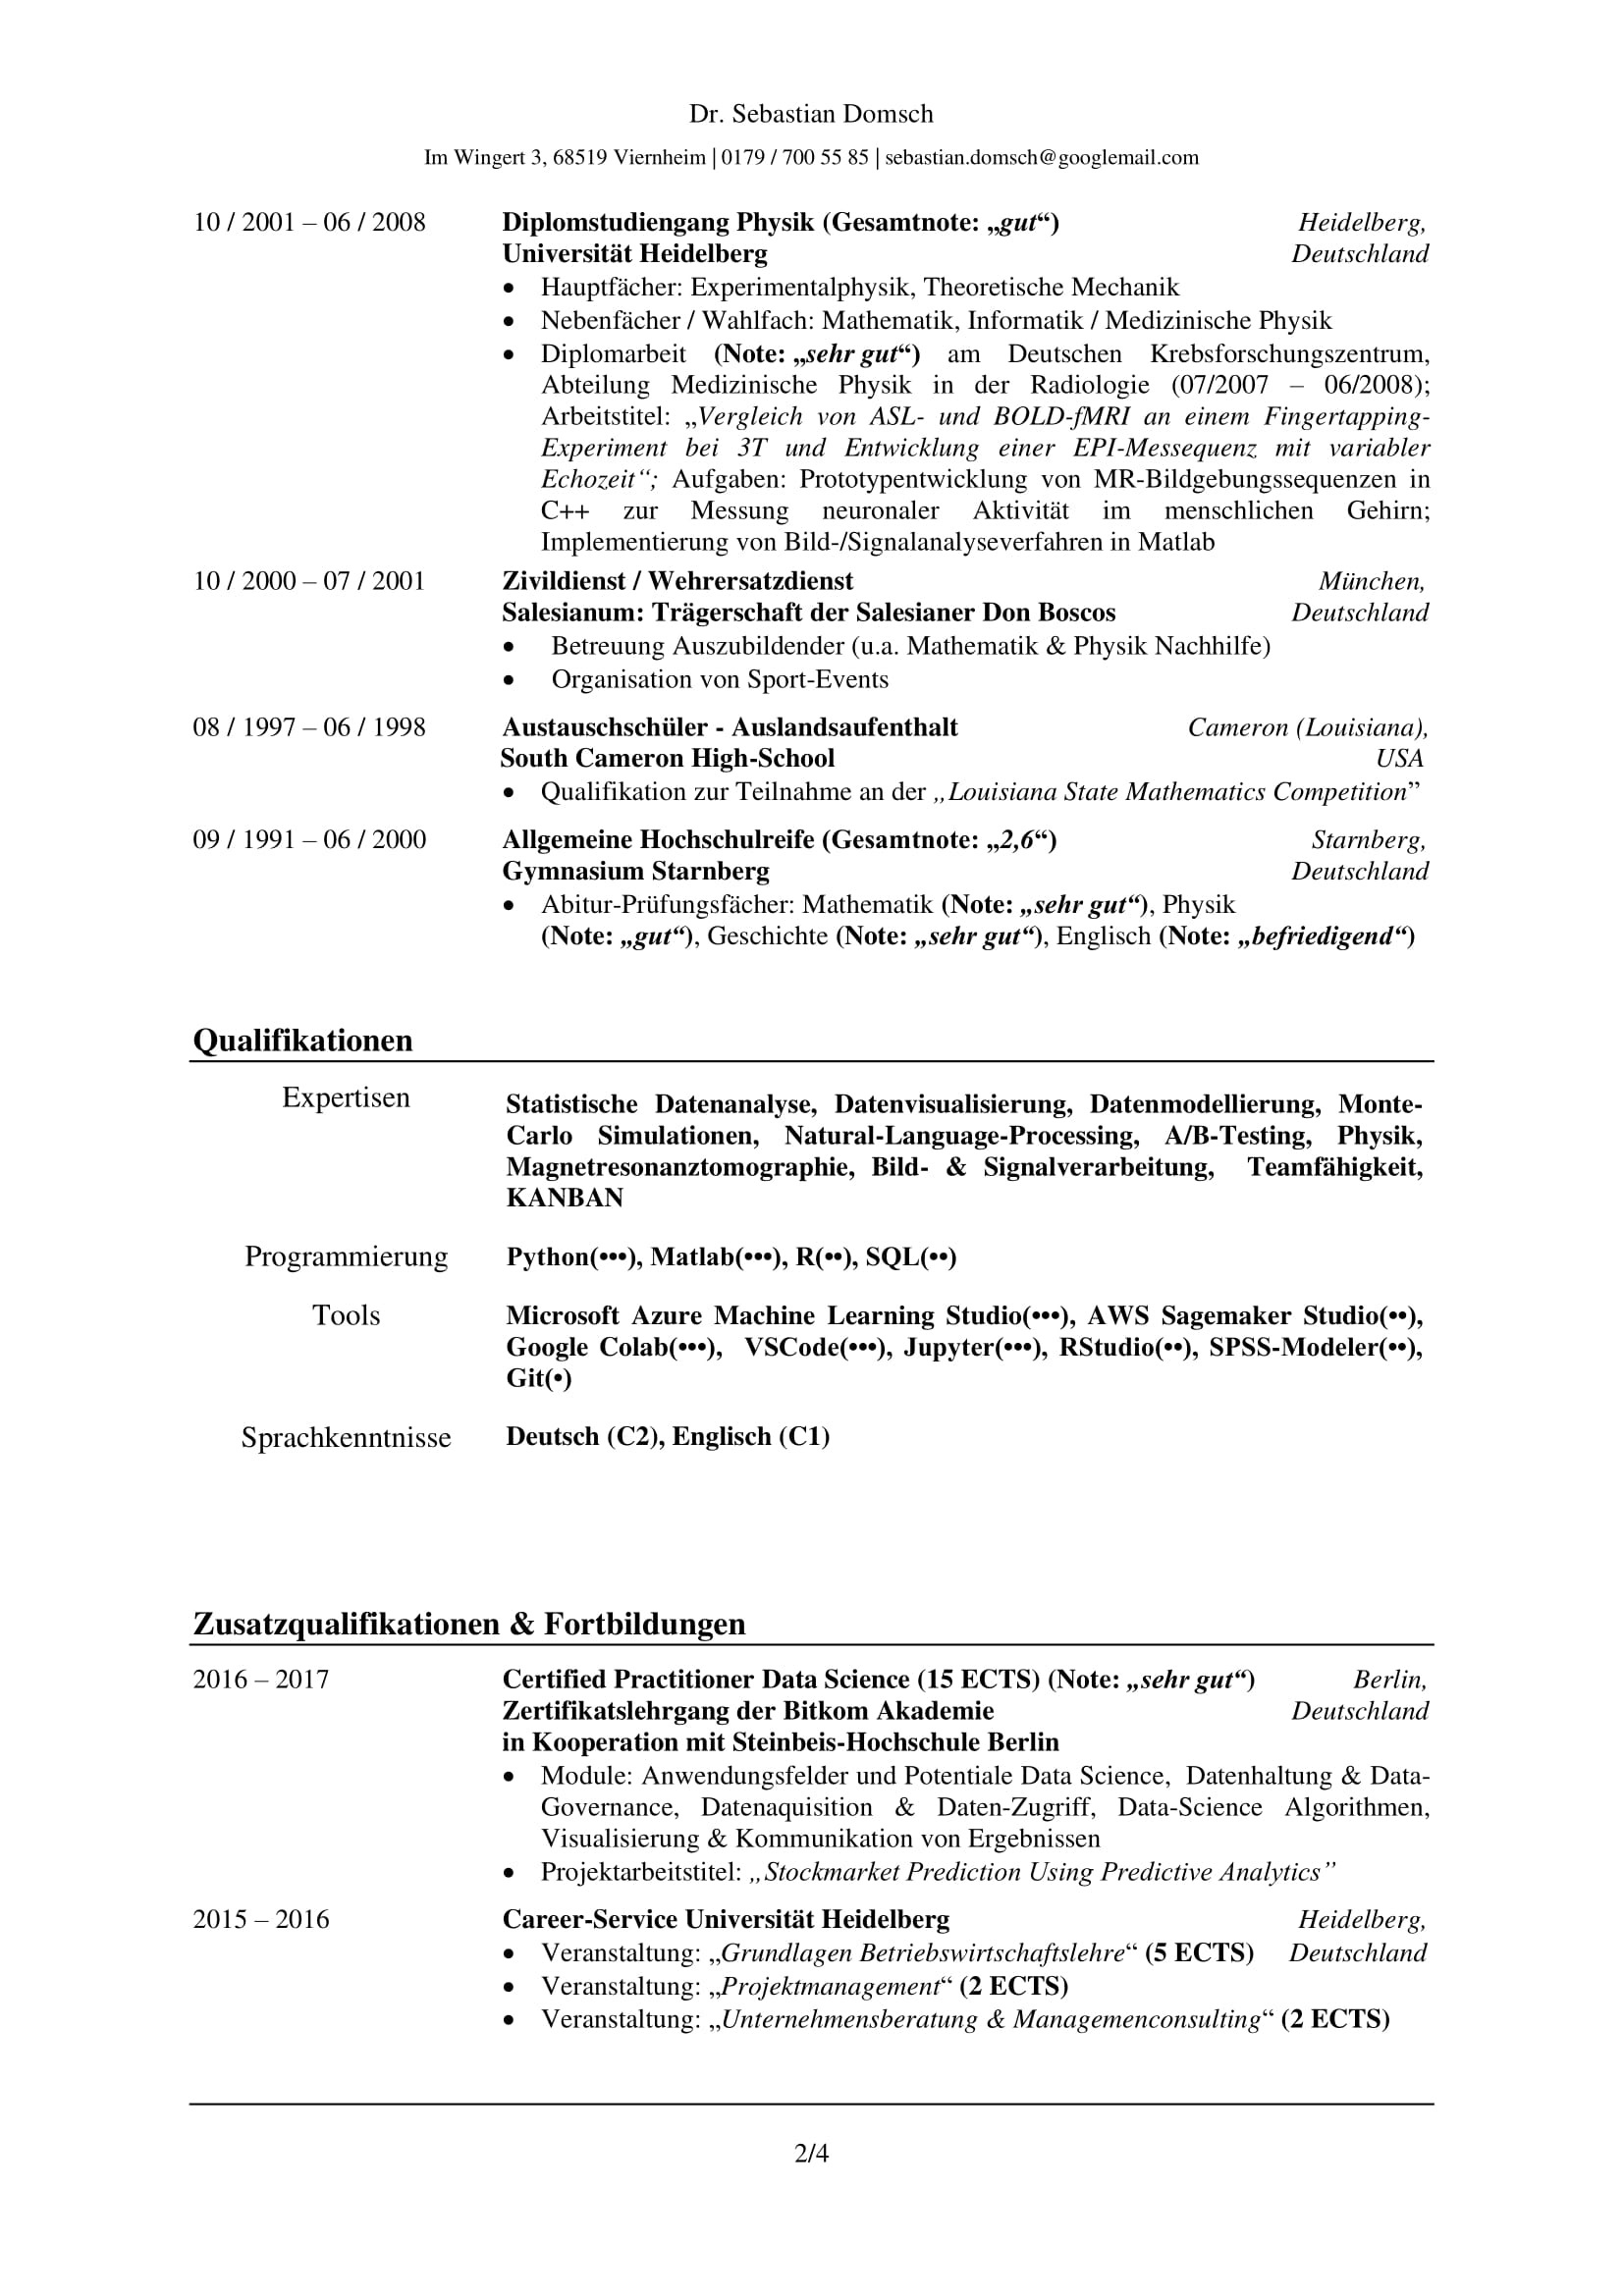 Dr. Sebastian Domsch
Im Wingert 3, 68519 Viernheim | 0179 / 700 55 85 | sebastian.domsch@googlemail.com
10 / 2001 – 06 / 2008 Diplomstudiengang Physik (Gesamtnote: „gut“) Heidelberg,
Universität Heidelberg Deutschland
• Hauptfächer: Experimentalphysik, Theoretische Mechanik
• Nebenfächer / Wahlfach: Mathematik, Informatik / Medizinische Physik
• Diplomarbeit (Note: „sehr gut“) am Deutschen Krebsforschungszentrum,
Abteilung Medizinische Physik in der Radiologie (07/2007 – 06/2008);
Arbeitstitel: „Vergleich von ASL- und BOLD-fMRI an einem Fingertapping-
Experiment bei 3T und Entwicklung einer EPI-Messequenz mit variabler
Echozeit“; Aufgaben: Prototypentwicklung von MR-Bildgebungssequenzen in
C++ zur Messung neuronaler Aktivität im menschlichen Gehirn;
Implementierung von Bild-/Signalanalyseverfahren in Matlab
10 / 2000 – 07 / 2001 Zivildienst / Wehrersatzdienst München,
Salesianum: Trägerschaft der Salesianer Don Boscos Deutschland
• Betreuung Auszubildender (u.a. Mathematik & Physik Nachhilfe)
• Organisation von Sport-Events
08 / 1997 – 06 / 1998 Austauschschüler - Auslandsaufenthalt Cameron (Louisiana),
South Cameron High-School USA
• Qualifikation zur Teilnahme an der „Louisiana State Mathematics Competition”
09 / 1991 – 06 / 2000 Allgemeine Hochschulreife (Gesamtnote: „2,6“) Starnberg,
Gymnasium Starnberg Deutschland
• Abitur-Prüfungsfächer: Mathematik (Note: „sehr gut“), Physik
(Note: „gut“), Geschichte (Note: „sehr gut“), Englisch (Note: „befriedigend“)
Qualifikationen
Expertisen Statistische Datenanalyse, Datenvisualisierung, Datenmodellierung, Monte-
Carlo Simulationen, Natural-Language-Processing, A/B-Testing, Physik,
Magnetresonanztomographie, Bild- & Signalverarbeitung, Teamfähigkeit,
KANBAN
Programmierung Python(•••), Matlab(•••), R(••), SQL(••)
Tools Microsoft Azure Machine Learning Studio(•••), AWS Sagemaker Studio(••),
Google Colab(•••), VSCode(•••), Jupyter(•••), RStudio(••), SPSS-Modeler(••),
Git(•)
Sprachkenntnisse Deutsch (C2), Englisch (C1)
Zusatzqualifikationen & Fortbildungen
2016 – 2017 Certified Practitioner Data Science (15 ECTS) (Note: „sehr gut“) Berlin,
Zertifikatslehrgang der Bitkom Akademie Deutschland
in Kooperation mit Steinbeis-Hochschule Berlin
• Module: Anwendungsfelder und Potentiale Data Science, Datenhaltung & Data-
Governance, Datenaquisition & Daten-Zugriff, Data-Science Algorithmen,
Visualisierung & Kommunikation von Ergebnissen
• Projektarbeitstitel: „Stockmarket Prediction Using Predictive Analytics”
2015 – 2016 Career-Service Universität Heidelberg Heidelberg,
• Veranstaltung: „Grundlagen Betriebswirtschaftslehre“ (5 ECTS) Deutschland
• Veranstaltung: „Projektmanagement“ (2 ECTS)
• Veranstaltung: „Unternehmensberatung & Managemenconsulting“ (2 ECTS)
2/4